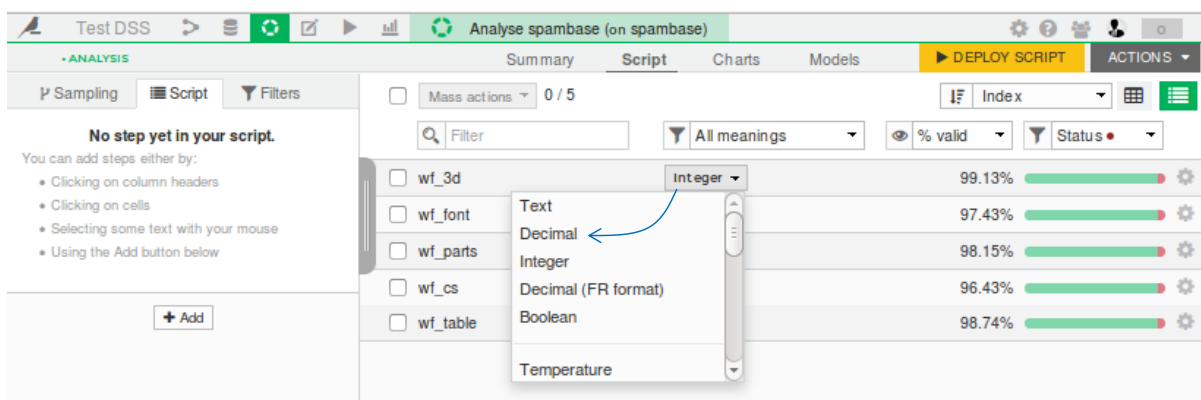 Test DSS Analyse spambase (on spambase) o
• ANALYSIS Summary Script Charts Models DEPLOY SCRIPT ACTIONS
Sampling Script Filters Mass actions 0 / 5 Index
No step yet in your script. Filter All meanings % valid Status
You can add steps either by:
• Clicking on column headers
• Clicking on cells
• Selecting some text with your mouse
• Using the Add button below
+ Add
wf_3d Integer 99.13%
wf_font 97.43%
wf_parts 98.15%
wf_cs 96.43%
wf_table 98.74%
Text
Decimal
Integer
Decimal (FR format)
Boolean
Temperature